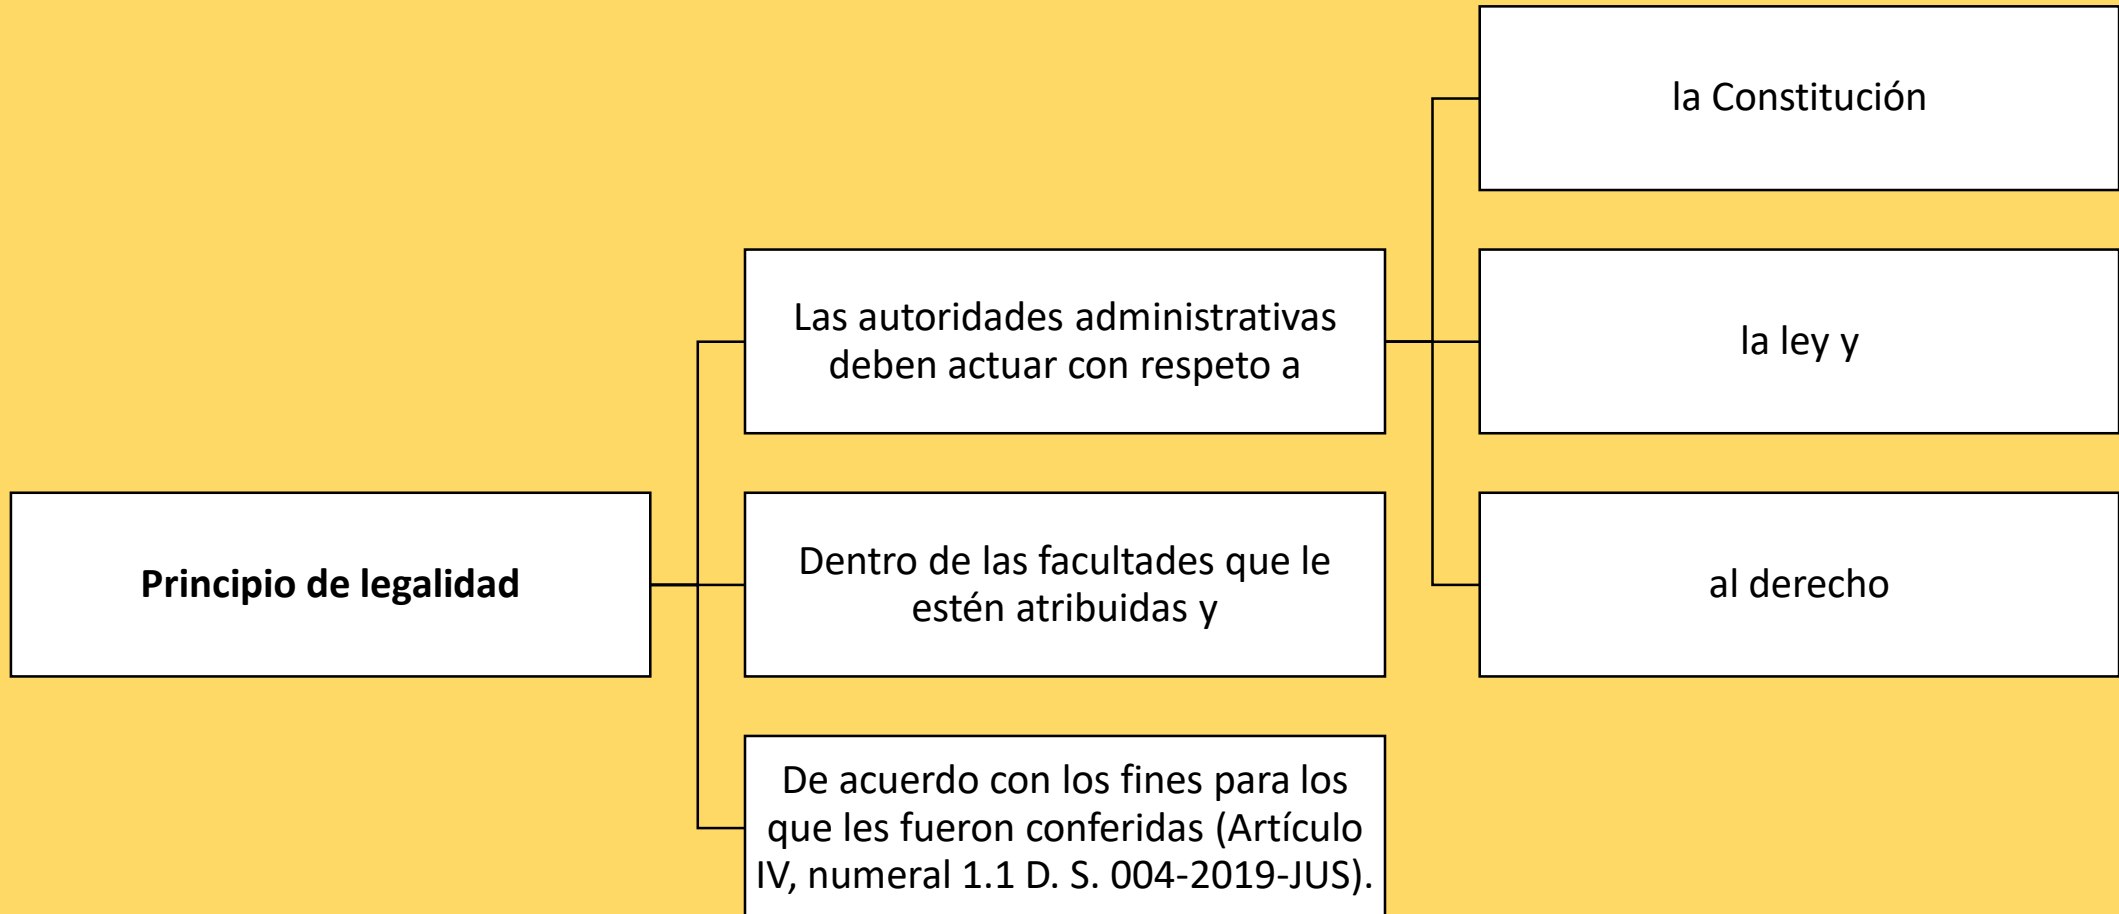 Principio de legalidad
Las autoridades administrativas
deben actuar con respeto a
la Constitución
la ley y
al derecho
Dentro de las facultades que le
estén atribuidas y
De acuerdo con los fines para los
que les fueron conferidas (Artículo
IV, numeral 1.1 D. S. 004-2019-JUS).